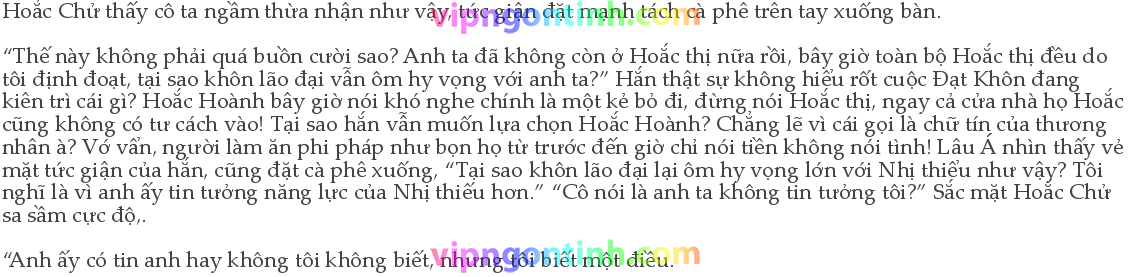 Hoắc Chử thấy cô ta ngầm thừa nhận như vậy, tức giận đặt mạnh tách cà phê trên tay xuống bàn.
vipngontinh.com
“Thế này không phải quá buồn cười sao? Anh ta đã không còn ở Hoắc thị nữa rồi, bây giờ toàn bộ Hoắc thị đều do
tôi định đoạt, tại sao khôn lão đại vẫn ôm hy vọng với anh ta?” Hắn thật sự không hiểu rốt cuộc Đạt Khôn đang
kiên trì cái gì? Hoắc Hoành bây giờ nói khó nghe chính là một kẻ bỏ đi, đừng nói Hoắc thị, ngay cả cửa nhà họ Hoắc
cũng không có tư cách vào! Tại sao hắn vẫn muốn lựa chọn Hoắc Hoành? Chẳng lẽ vì cái gọi là chữ tín của thương
nhân à? Vớ vẩn, người làm ăn phi pháp như bọn họ từ trước đến giờ chỉ nói tiền không nói tình! Lâu Á nhìn thấy vẻ
mặt tức giận của hắn, cũng đặt cà phê xuống, “Tại sao khôn lão đại lại ôm hy vọng lớn với Nhị thiểu như vậy? Tôi
nghĩ là vì anh ấy tin tưởng năng lực của Nhị thiếu hơn.” “Cô nói là anh ta không tin tưởng tôi?” Sắc mặt Hoắc Chử
sa sầm cực độ,.
“Anh ấy có tin anh hay không tôi không biết, nhưng tôi biết một điều.
vipngontinh.com